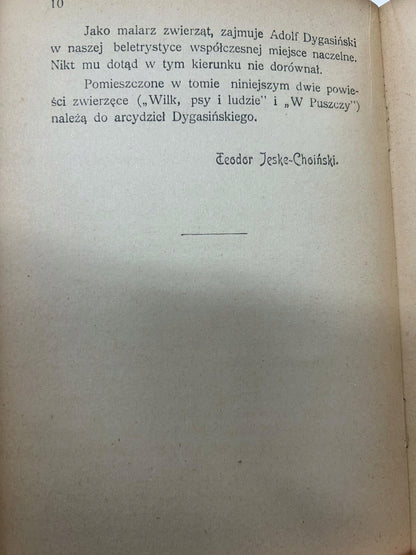 10
Jako malarz zwierząt, zajmuje Adolf Dygasiński
w naszej beletrystyce współczesnej miejsce naczelne.
Nikt mu dotąd w tym kierunku nie dorównał.
Pomieszczone w tomie niniejszym dwie powie-
ści zwierzęce („Wilk, psy i ludzie" i „W Puszczy")
należą do arcydzieł Dygasińskiego.
Teodor Jeske-Choiński.